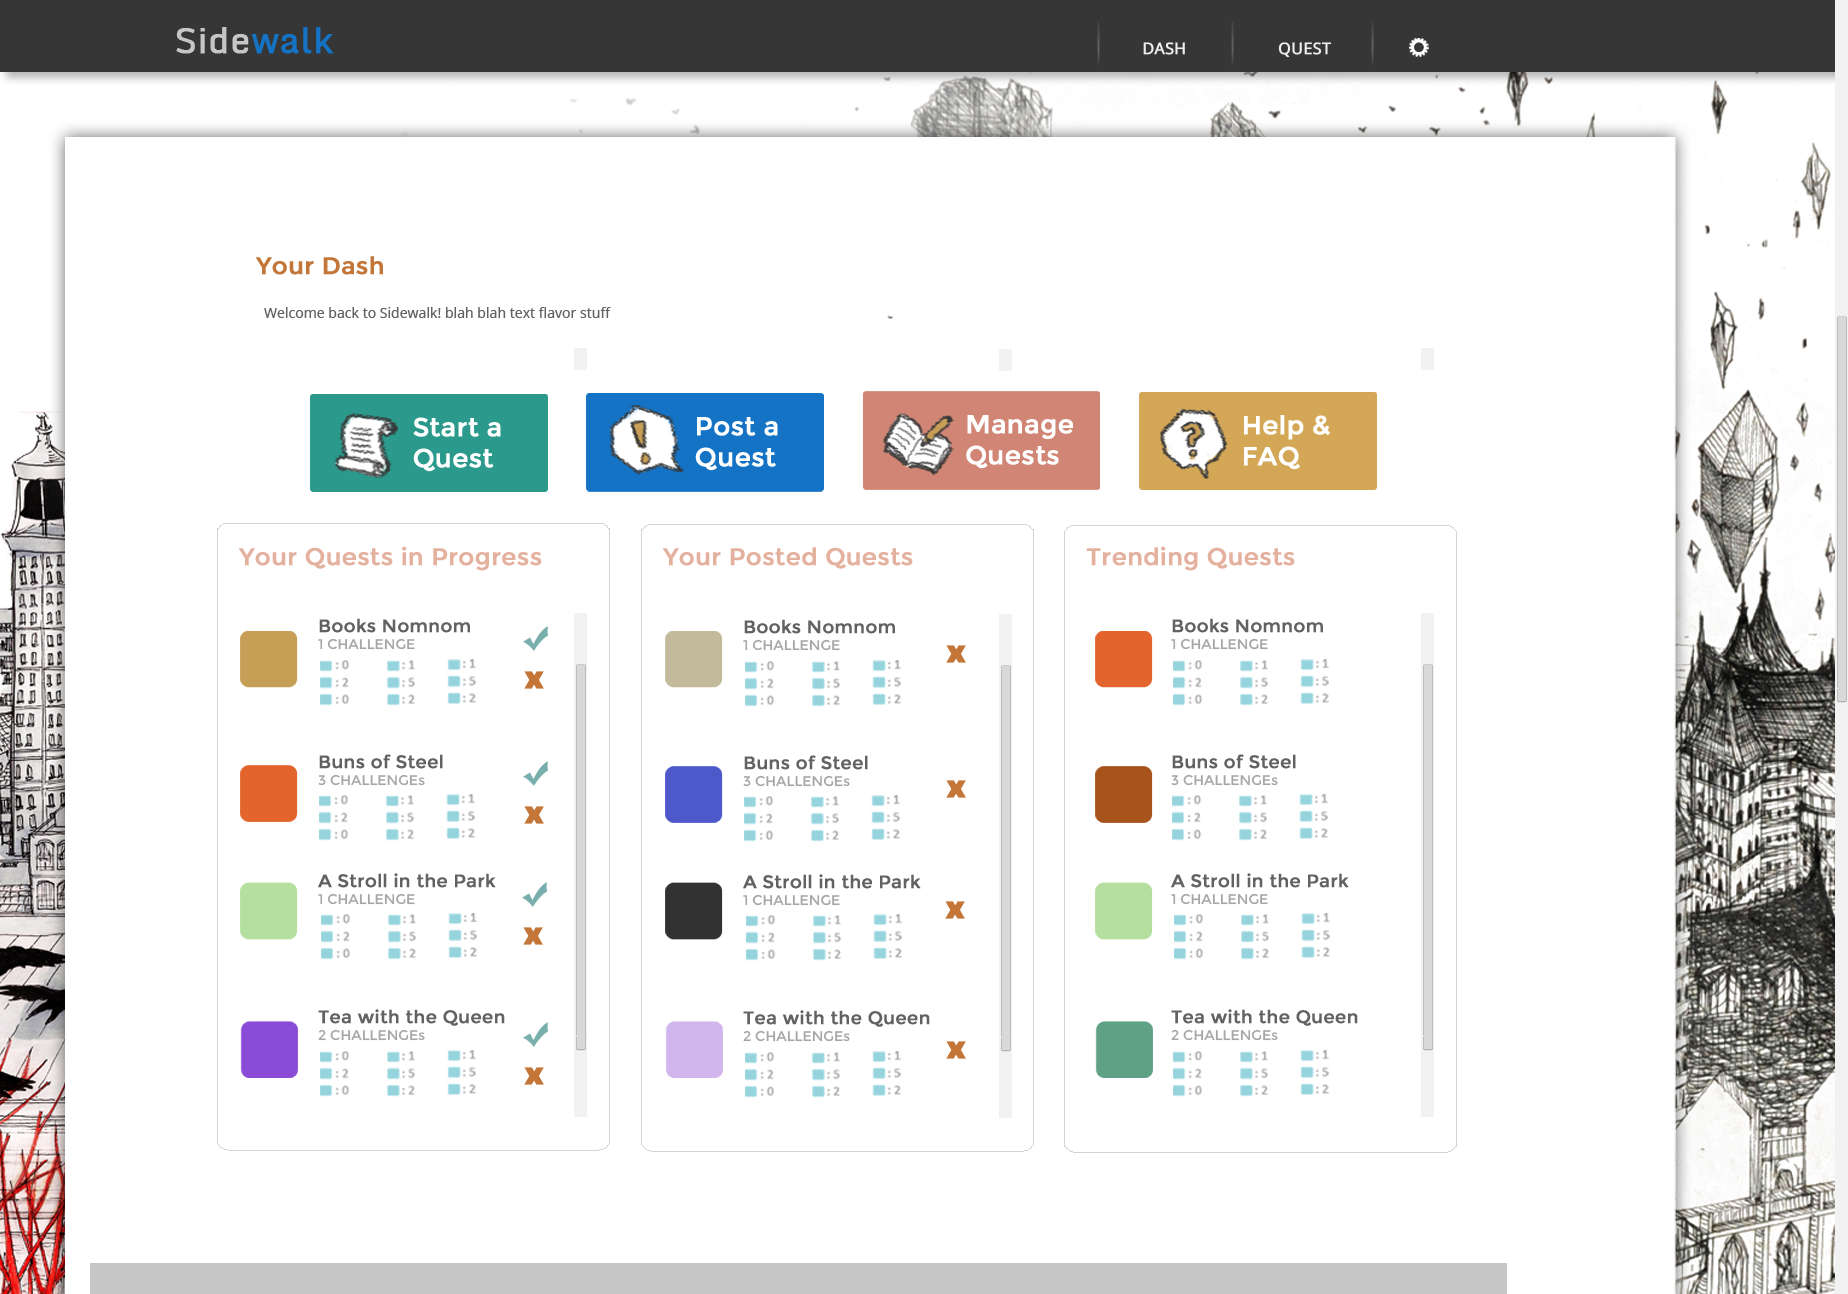 Sidewalk
DASH
QUEST
Your Dash
Welcome back to Sidewalk! blah blah text flavor stuff
Start a
Quest
Post a
Quest
Manage
Quests
Help &
FAQ
Your Quests in Progress
Books Nomnom
1 CHALLENGE
:0 :1 :1
:2 :5 :5
:0 :2 :2
Buns of Steel
3 CHALLENGEs
:0 :1 :1
:2 :5 :5
:0 :2 :2
A Stroll in the Park
1 CHALLENGE
:0 :1 :1
:2 :5 :5
:0 :2 :2
Tea with the Queen
2 CHALLENGEs
:0 :1 :1
:2 :5 :5
:0 :2 :2
Your Posted Quests
Books Nomnom
1 CHALLENGE
:0 :1 :1
:2 :5 :5
:0 :2 :2
Buns of Steel
3 CHALLENGEs
:0 :1 :1
:2 :5 :5
:0 :2 :2
A Stroll in the Park
1 CHALLENGE
:0 :1 :1
:2 :5 :5
:0 :2 :2
Tea with the Queen
2 CHALLENGEs
:0 :1 :1
:2 :5 :5
:0 :2 :2
Trending Quests
Books Nomnom
1 CHALLENGE
:0 :1 :1
:2 :5 :5
:0 :2 :2
Buns of Steel
3 CHALLENGEs
:0 :1 :1
:2 :5 :5
:0 :2 :2
A Stroll in the Park
1 CHALLENGE
:0 :1 :1
:2 :5 :5
:0 :2 :2
Tea with the Queen
2 CHALLENGEs
:0 :1 :1
:2 :5 :5
:0 :2 :2